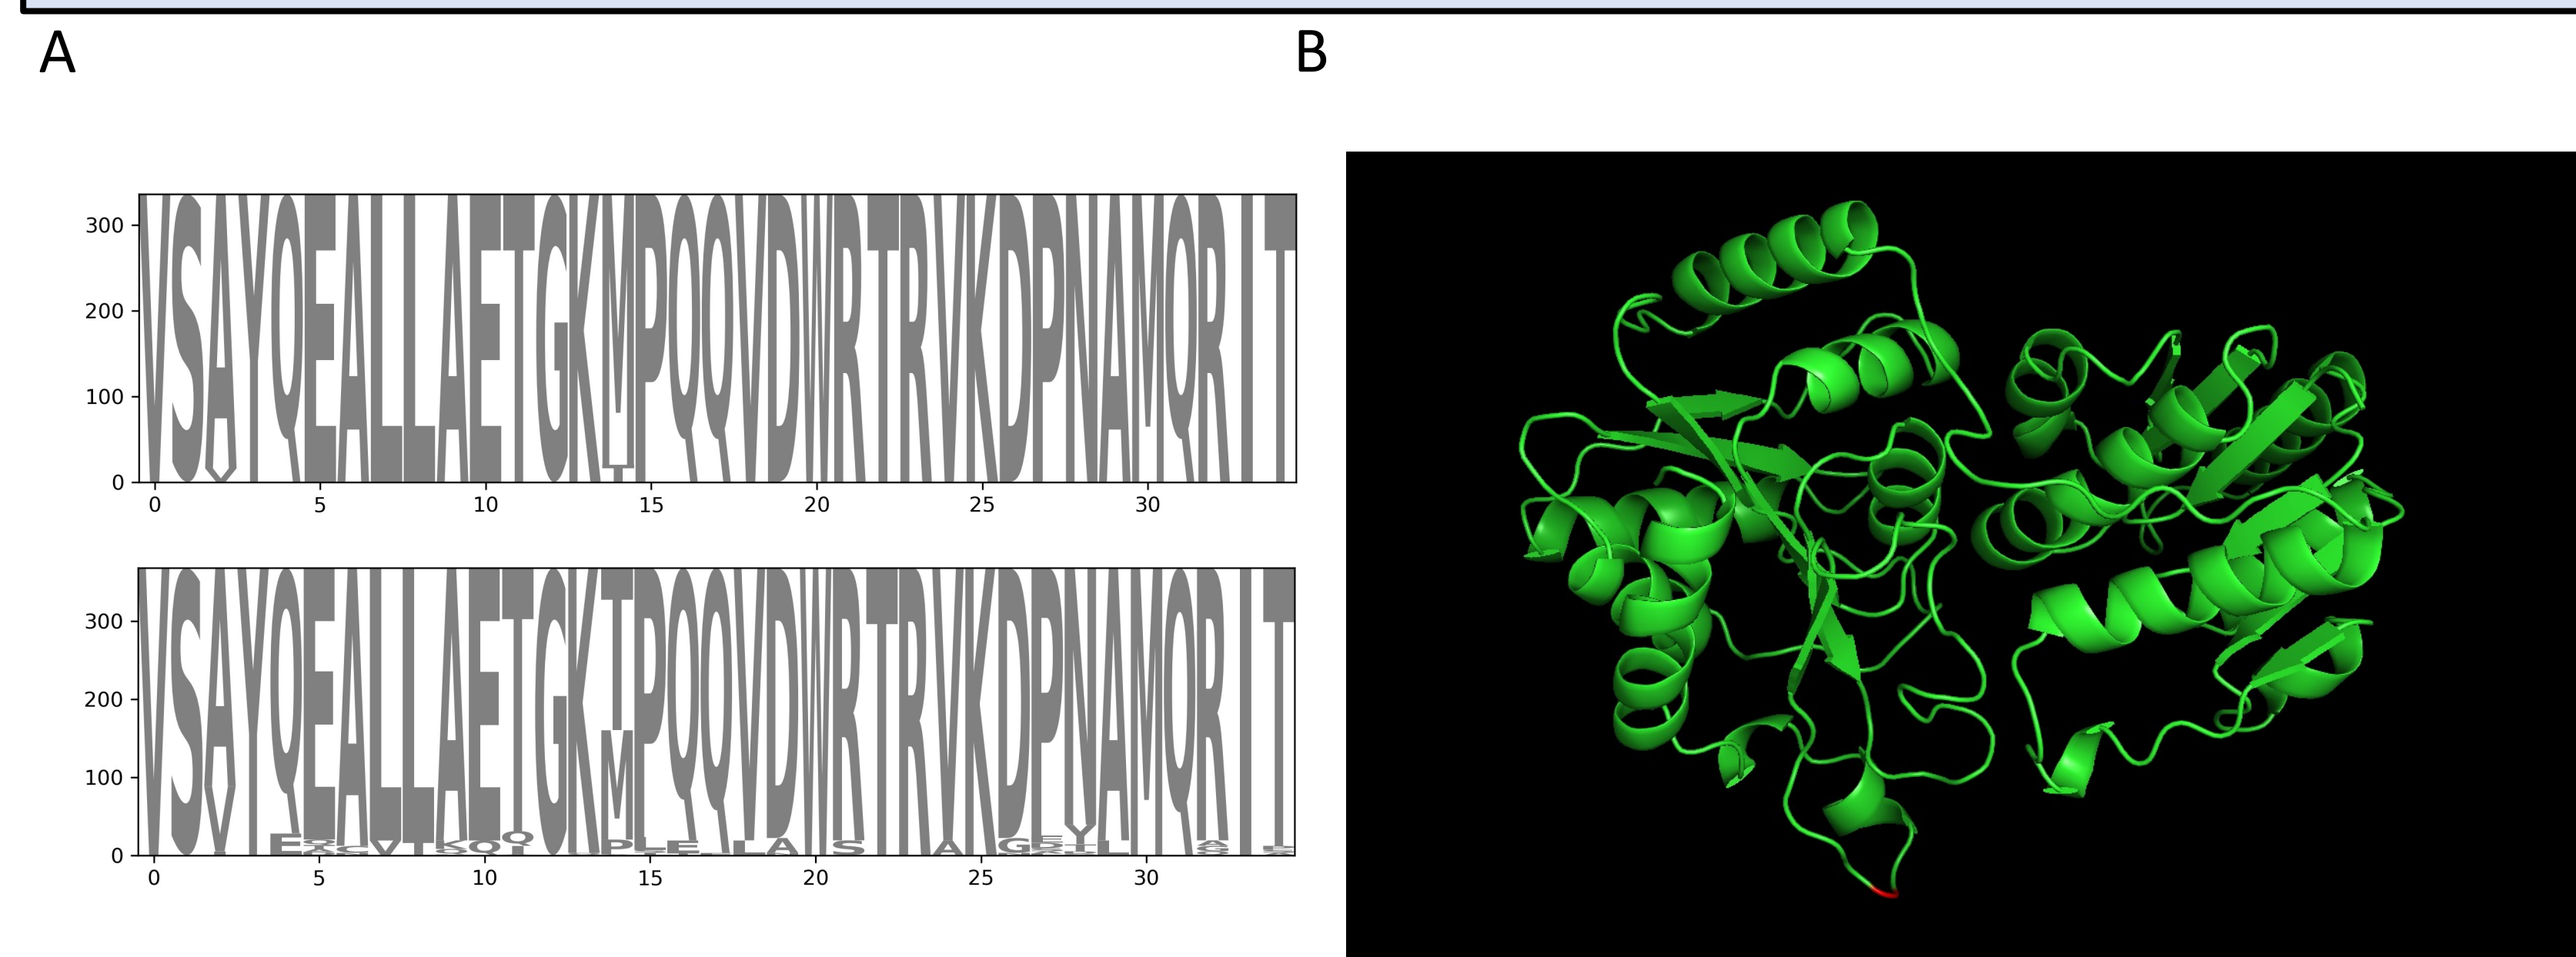 A
B
300
200
100
0
VSAYQEALLAETGKMPQQVDWRTRVKDPNAMQRIT
V
T
0 5 10 15 20 25 30
300
200
100
0
VSAYQEALLAETGKTPQQVDWRTRVKDPNAMQRIT
V
M
E Q C V T K Q Q P L E L A S A G E Y L A
0 5 10 15 20 25 30